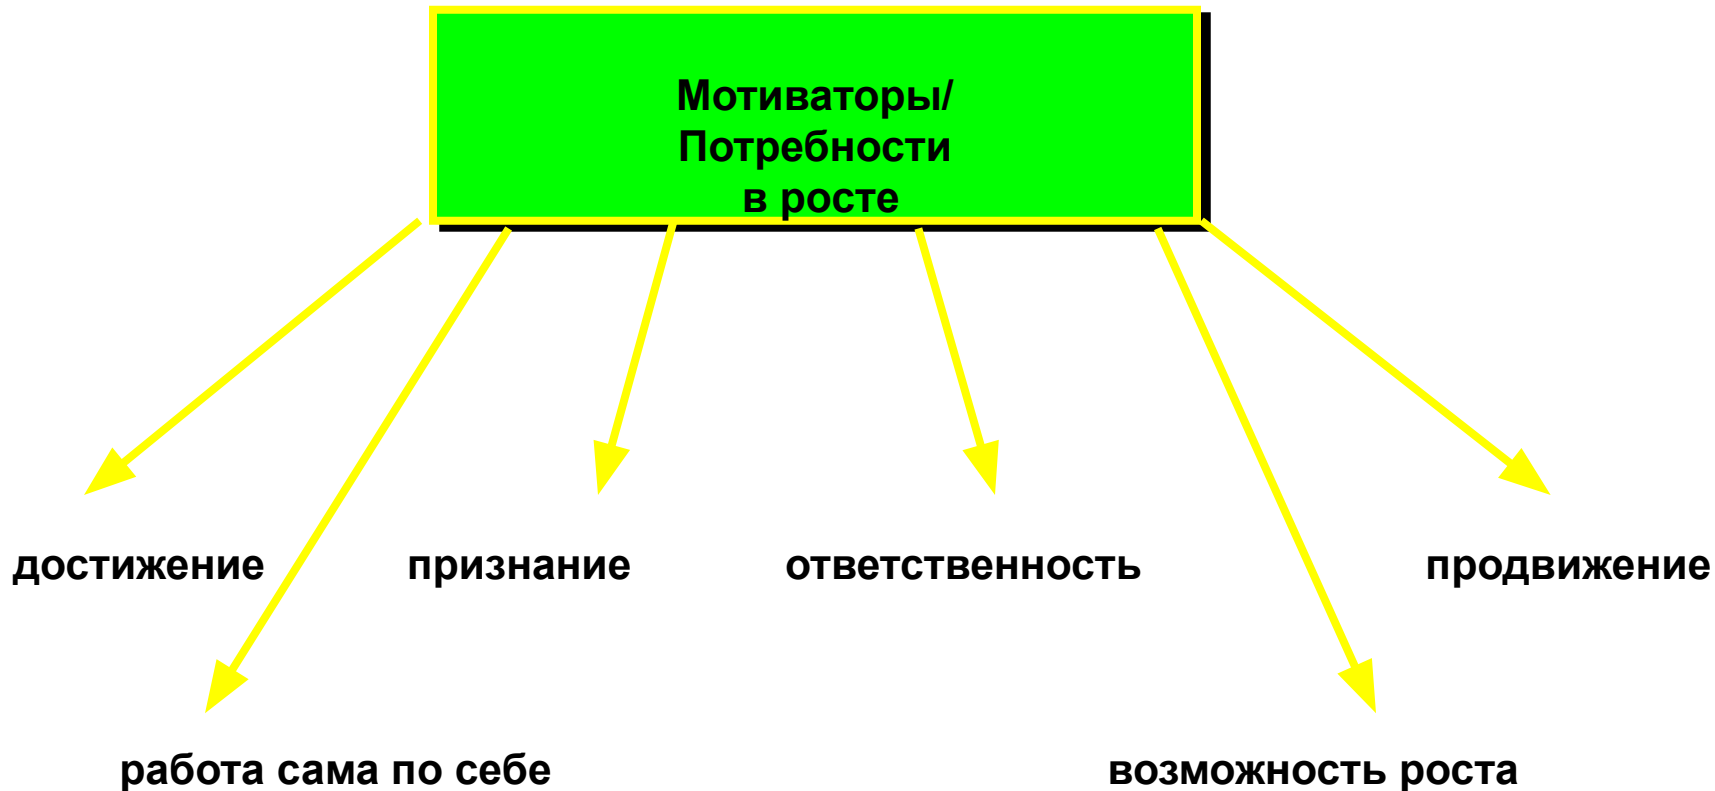 Мотиваторы/
Потребности
в росте
достижение
признание
ответственность
продвижение
работа сама по себе
возможность роста